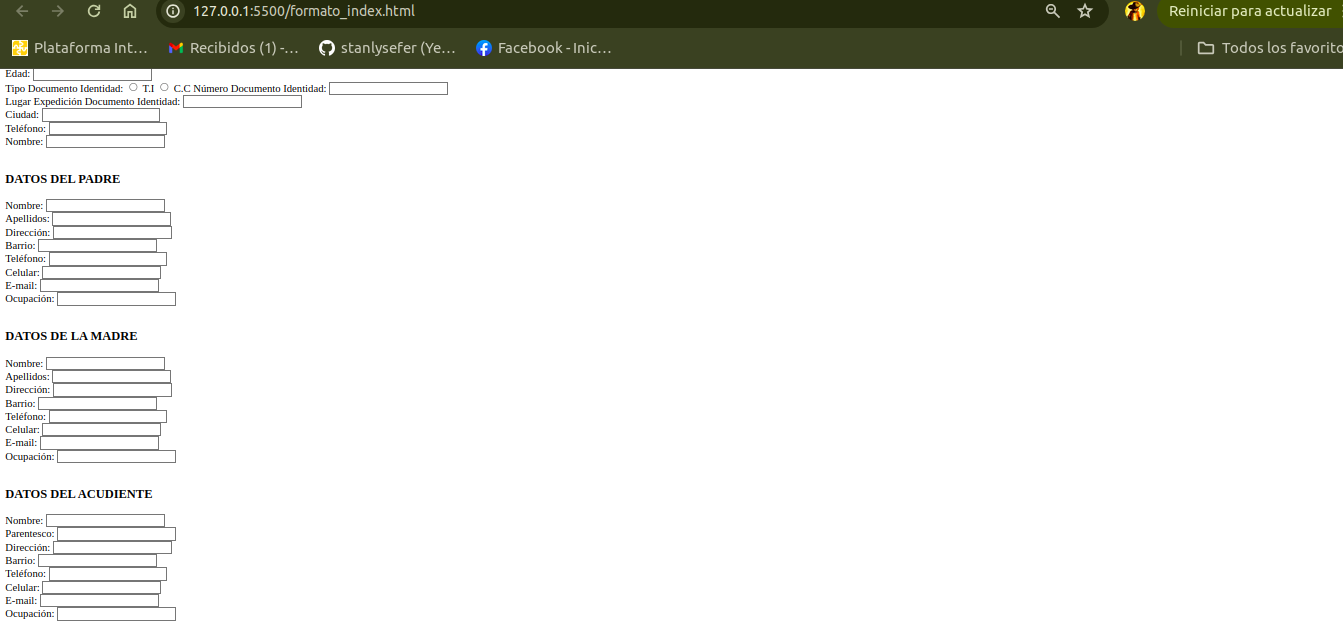 127.0.0.1:5500/formato_index.html
Reiniciar para actualizar
Plataforma Int... Recibidos (1) -... stanlysefer (Ye... Facebook - Inic...
Todos los favorito
Edad:
Tipo Documento Identidad: T.I C.C Número Documento Identidad:
Lugar Expedición Documento Identidad:
Ciudad:
Teléfono:
Nombre:
DATOS DEL PADRE
Nombre:
Apellidos:
Dirección:
Barrio:
Teléfono:
Celular:
E-mail:
Ocupación:
DATOS DE LA MADRE
Nombre:
Apellidos:
Dirección:
Barrio:
Teléfono:
Celular:
E-mail:
Ocupación:
DATOS DEL ACUDIENTE
Nombre:
Parentesco:
Dirección:
Barrio:
Teléfono:
Celular:
E-mail:
Ocupación: